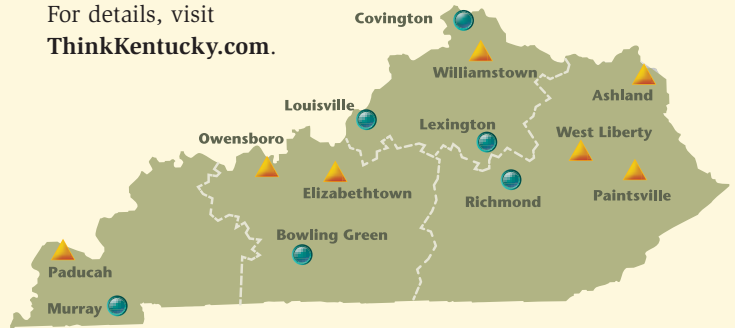 For details, visit
ThinkKentucky.com.
Covington
Williamstown
Ashland
Louisville
Lexington
West Liberty
Owensboro
Elizabethtown
Richmond
Paintsville
Bowling Green
Paducah
Murray